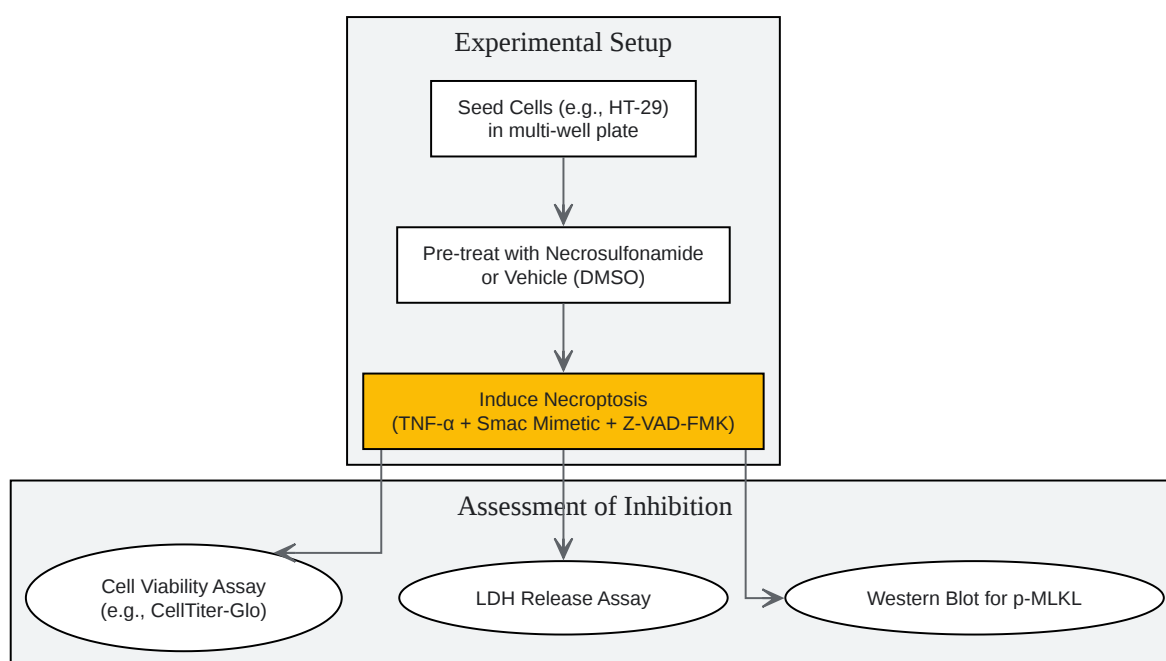 Experimental Setup
Seed Cells (e.g., HT-29)
in multi-well plate
Pre-treat with Necrosulfonamide
or Vehicle (DMSO)
Induce Necroptosis
(TNF-α + Smac Mimetic + Z-VAD-FMK)
Assessment of Inhibition
Cell Viability Assay
(e.g., CellTiter-Glo)
LDH Release Assay
Western Blot for p-MLKL